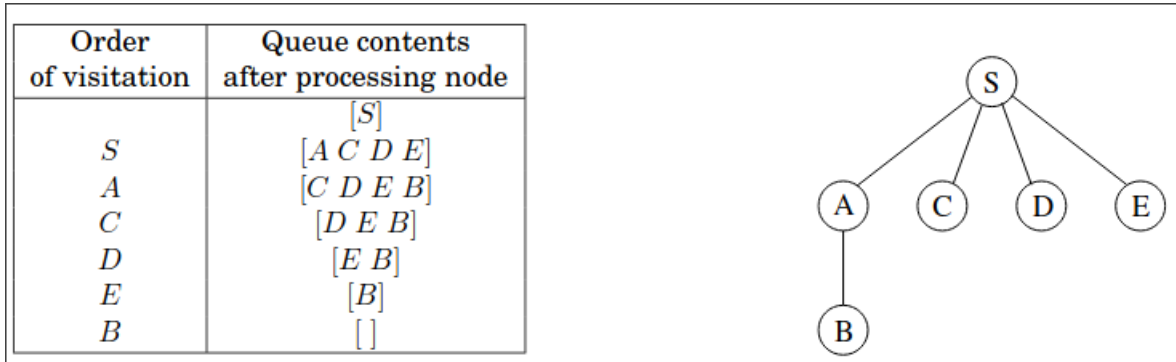 Order of visitation | Queue contents after processing node
[S]
S [A C D E]
A [C D E B]
C [D E B]
D [E B]
E [B]
B [ ]
S
A C D E
B